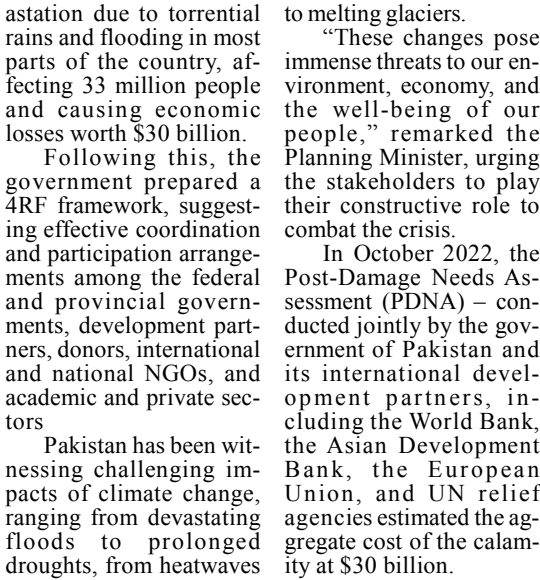 astation due to torrential
rains and flooding in most
parts of the country, af-
fecting 33 million people
and causing economic
losses worth $30 billion.
Following this, the
government prepared a
4RF framework, suggest-
ing effective coordination
and participation arrange-
ments among the federal
and provincial govern-
ments, development part-
ners, donors, international
and national NGOs, and
academic and private sec-
tors
Pakistan has been wit-
nessing challenging im-
pacts of climate change,
ranging from devastating
floods to prolonged
droughts, from heatwaves
to melting glaciers.
“These changes pose
immense threats to our en-
vironment, economy, and
the well-being of our
people,” remarked the
Planning Minister, urging
the stakeholders to play
their constructive role to
combat the crisis.
In October 2022, the
Post-Damage Needs As-
sessment (PDNA) – con-
ducted jointly by the gov-
ernment of Pakistan and
its international devel-
opment partners, in-
cluding the World Bank,
the Asian Development
Bank, the European
Union, and UN relief
agencies estimated the ag-
gregate cost of the calam-
ity at $30 billion.